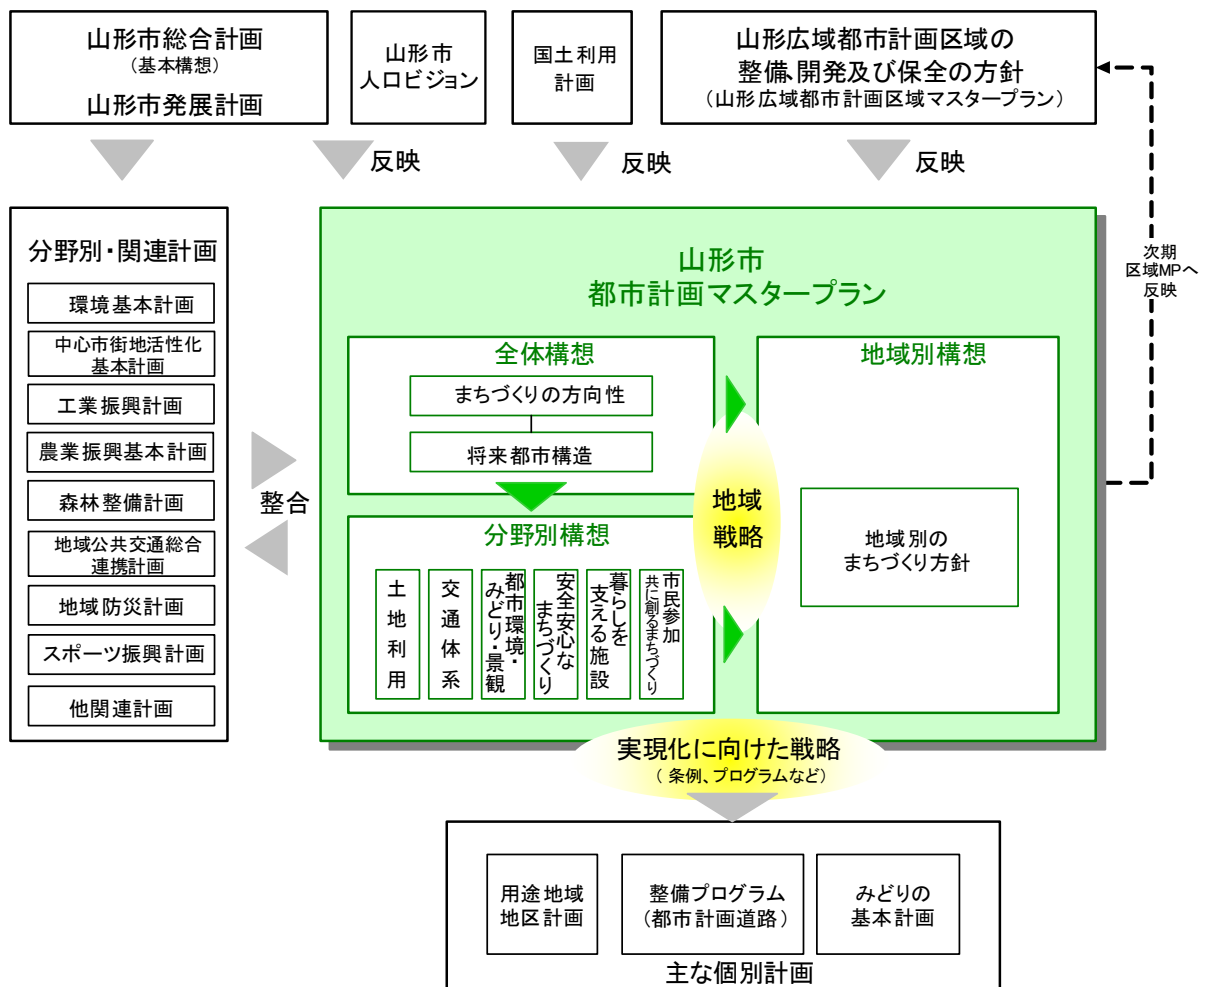 山形市総合計画
(基本構想)
山形市発展計画
山形市
人口ビジョン
国土利用
計画
山形広域都市計画区域の
整備、開発及び保全の方針
(山形広域都市計画区域マスタープラン)
反映
反映
反映
次期
区域MPへ
反映
分野別・関連計画
環境基本計画
中心市街地活性化
基本計画
工業振興計画
農業振興基本計画
森林整備計画
地域公共交通総合
連携計画
地域防災計画
スポーツ振興計画
他関連計画
整合
山形市
都市計画マスタープラン
全体構想
まちづくりの方向性
将来都市構造
分野別構想
土地利用
交通体系
都市環境・
みどり・景観
安全安心な
まちづくり
暮らしを
支える施設
市民参加
共に創るまちづくり
地域
戦略
地域別構想
地域別の
まちづくり方針
実現化に向けた戦略
(条例、プログラムなど)
用途地域
地区計画
整備プログラム
(都市計画道路)
みどりの
基本計画
主な個別計画